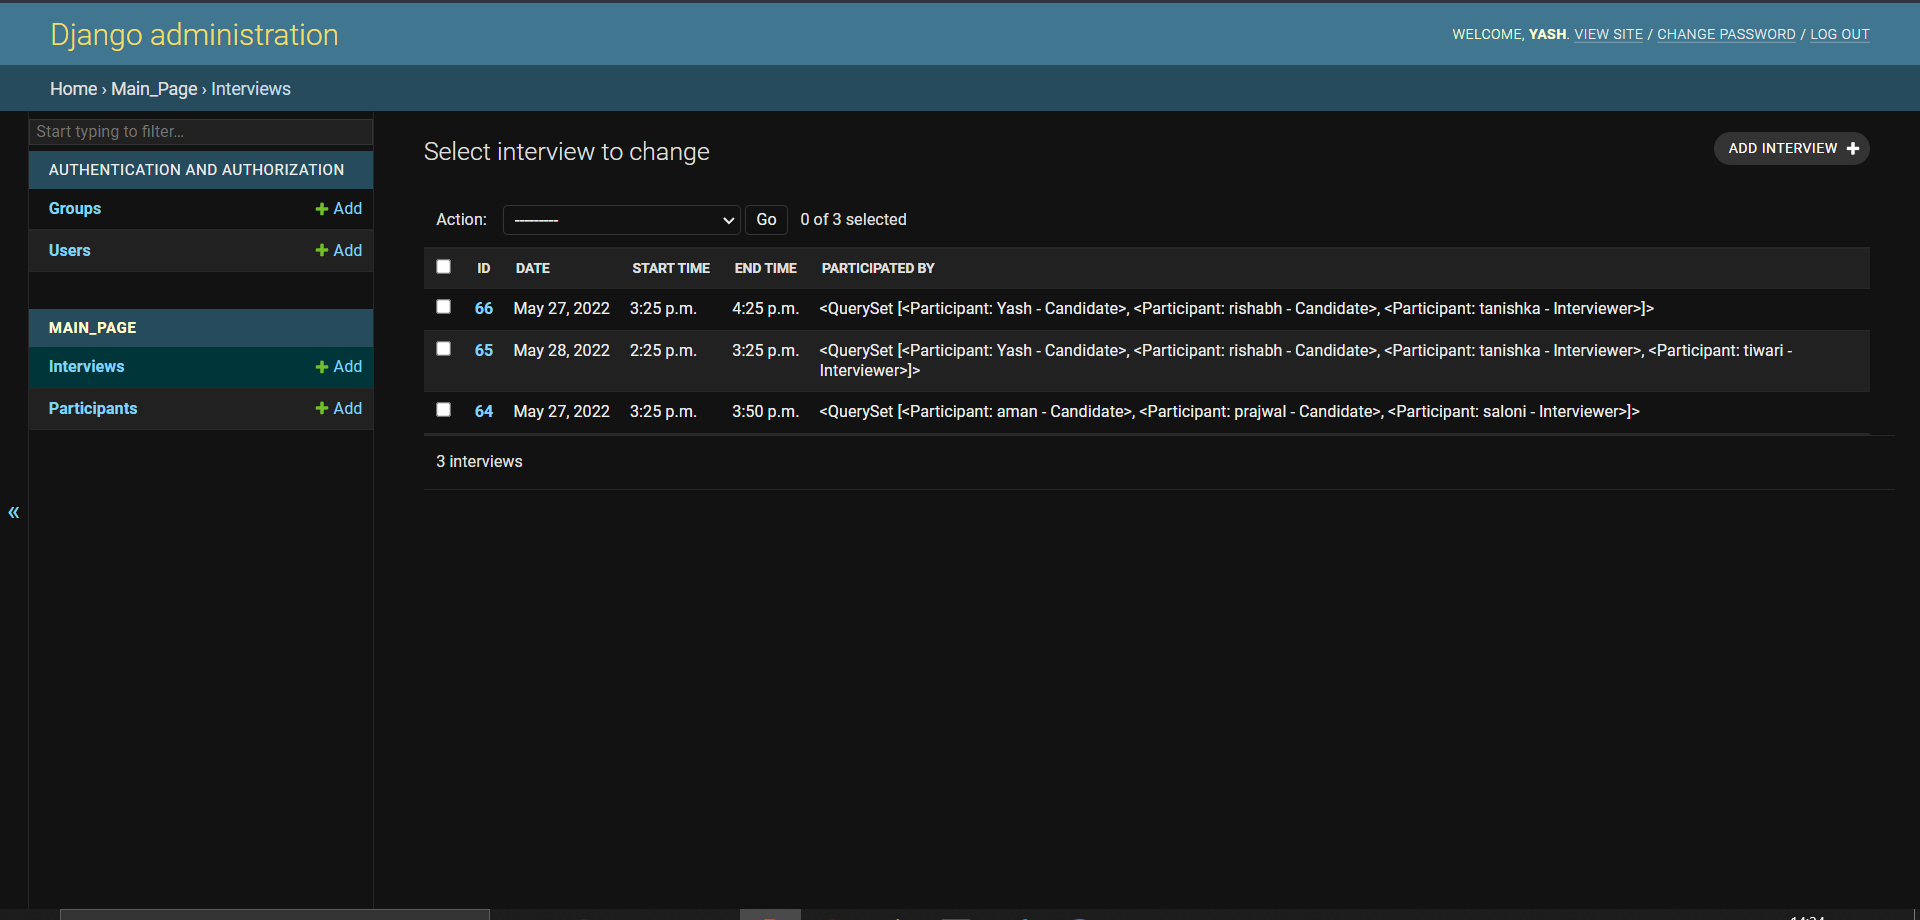 Django administration
WELCOME, YASH. VIEW SITE / CHANGE PASSWORD / LOG OUT
Home › Main_Page › Interviews
Start typing to filter...
AUTHENTICATION AND AUTHORIZATION
Groups + Add
Users + Add
MAIN_PAGE
Interviews + Add
Participants + Add
«
Select interview to change
ADD INTERVIEW +
Action: --------- Go 0 of 3 selected
ID DATE START TIME END TIME PARTICIPATED BY
66 May 27, 2022 3:25 p.m. 4:25 p.m. <QuerySet [<Participant: Yash - Candidate>, <Participant: rishabh - Candidate>, <Participant: tanishka - Interviewer>]>
65 May 28, 2022 2:25 p.m. 3:25 p.m. <QuerySet [<Participant: Yash - Candidate>, <Participant: rishabh - Candidate>, <Participant: tanishka - Interviewer>, <Participant: tiwari -
Interviewer>]>
64 May 27, 2022 3:25 p.m. 3:50 p.m. <QuerySet [<Participant: aman - Candidate>, <Participant: prajwal - Candidate>, <Participant: saloni - Interviewer>]>
3 interviews